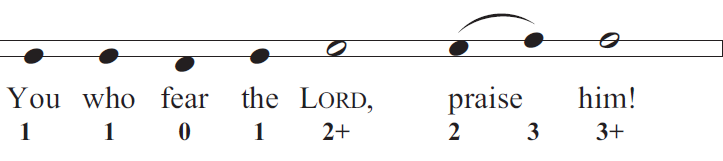 You who fear the LORD, praise him!
1 1 0 1 2+ 2 3 3+